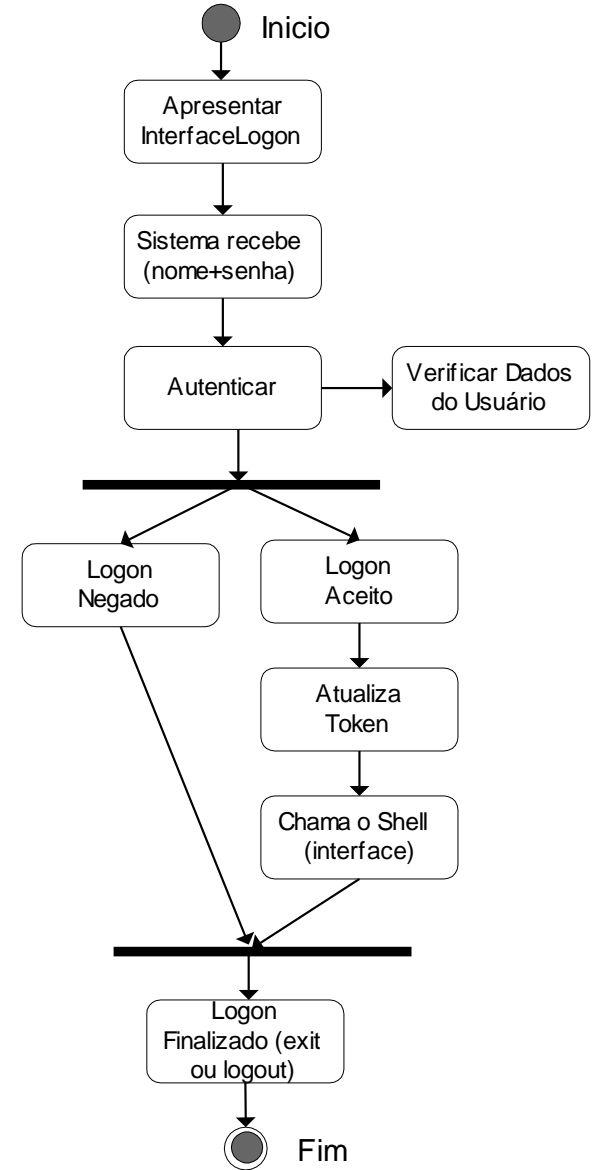 Inicio
Apresentar
InterfaceLogon
Sistema recebe
(nome+senha)
Autenticar
Verificar Dados
do Usuário
Logon
Negado
Logon
Aceito
Atualiza
Token
Chama o Shell
(interface)
Logon
Finalizado (exit
ou logout)
Fim